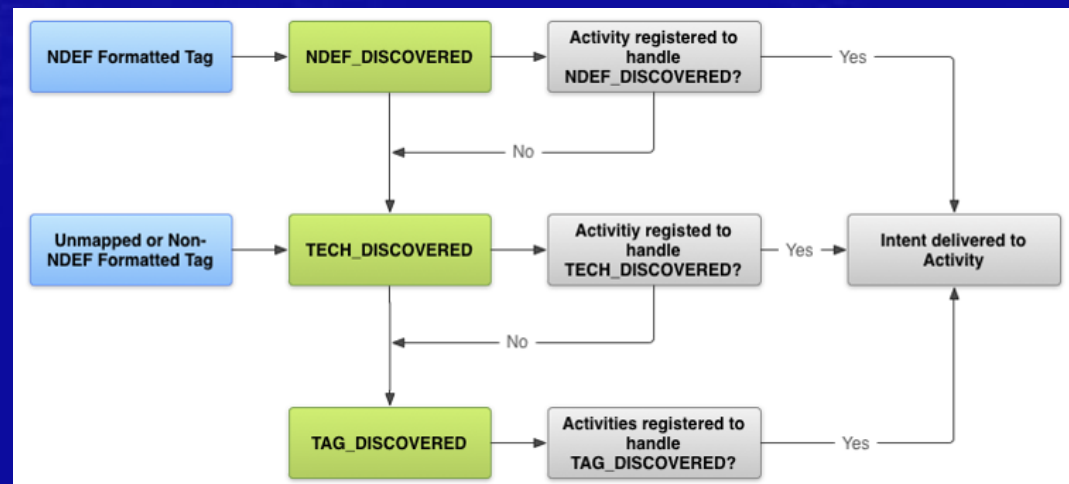 NDEF Formatted Tag
NDEF_DISCOVERED
Activity registered to
handle
NDEF_DISCOVERED?
Yes
No
Unmapped or Non-
NDEF Formatted Tag
TECH_DISCOVERED
Activitiy registed to
handle
TECH_DISCOVERED?
Yes
Intent delivered to
Activity
No
TAG_DISCOVERED
Activities registered to
handle
TAG_DISCOVERED?
Yes